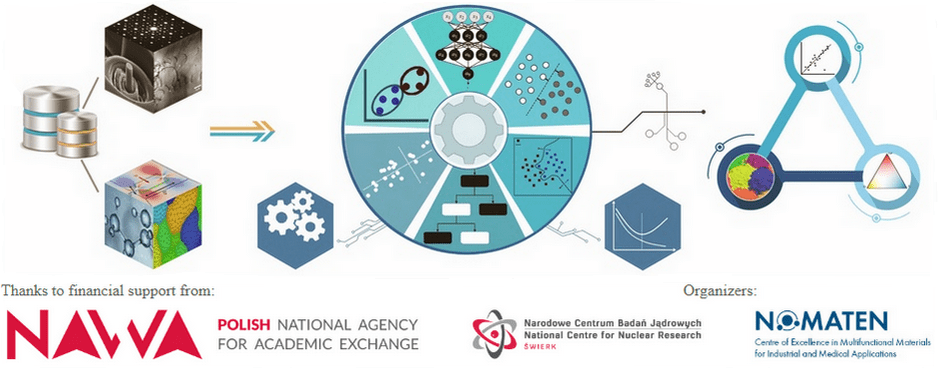 Thanks to financial support from:
Organizers:
NAWA
POLISH NATIONAL AGENCY
FOR ACADEMIC EXCHANGE
Narodowe Centrum Badań Jądrowych
National Centre for Nuclear Research
ŚWIERK
NOMATEN
Centre of Excellence in Multifunctional Materials
for Industrial and Medical Applications